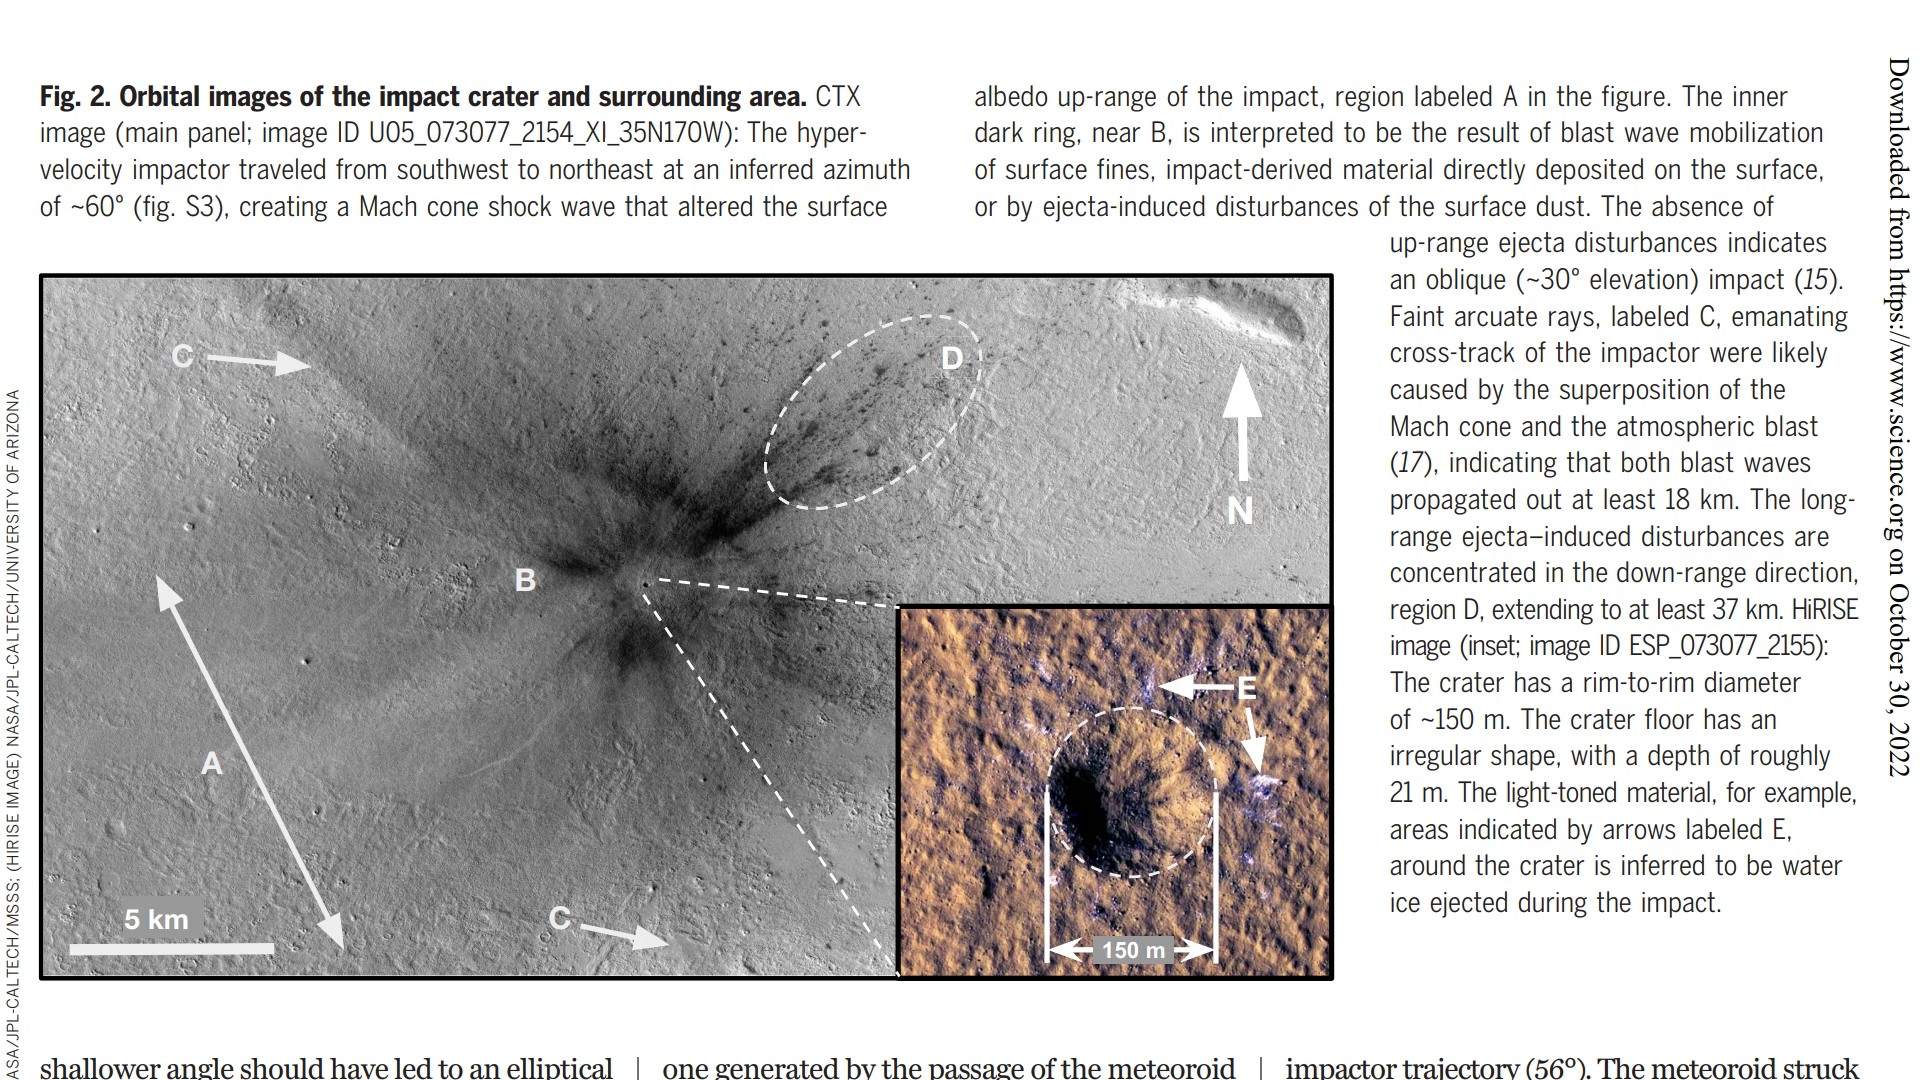 Fig. 2. Orbital images of the impact crater and surrounding area. CTX
image (main panel; image ID U05_073077_2154_XI_35N170W): The hyper-
velocity impactor traveled from southwest to northeast at an inferred azimuth
of ~60° (fig. S3), creating a Mach cone shock wave that altered the surface
albedo up-range of the impact, region labeled A in the figure. The inner
dark ring, near B, is interpreted to be the result of blast wave mobilization
of surface fines, impact-derived material directly deposited on the surface,
or by ejecta-induced disturbances of the surface dust. The absence of
up-range ejecta disturbances indicates
an oblique (~30° elevation) impact (15).
Faint arcuate rays, labeled C, emanating
cross-track of the impactor were likely
caused by the superposition of the
Mach cone and the atmospheric blast
(17), indicating that both blast waves
propagated out at least 18 km. The long-
range ejecta–induced disturbances are
concentrated in the down-range direction,
region D, extending to at least 37 km. HiRISE
image (inset; image ID ESP_073077_2155):
The crater has a rim-to-rim diameter
of ~150 m. The crater floor has an
irregular shape, with a depth of roughly
21 m. The light-toned material, for example,
areas indicated by arrows labeled E,
around the crater is inferred to be water
ice ejected during the impact.
C
D
N
B
E
A
5 km
C
150 m
ASA/JPL-CALTECH/MSSS; (HIRISE IMAGE) NASA/JPL-CALTECH/UNIVERSITY OF ARIZONA
Downloaded from https://www.science.org on October 30, 2022
shallower angle should have led to an elliptical
one generated by the passage of the meteoroid
impactor trajectory (56°). The meteoroid struck